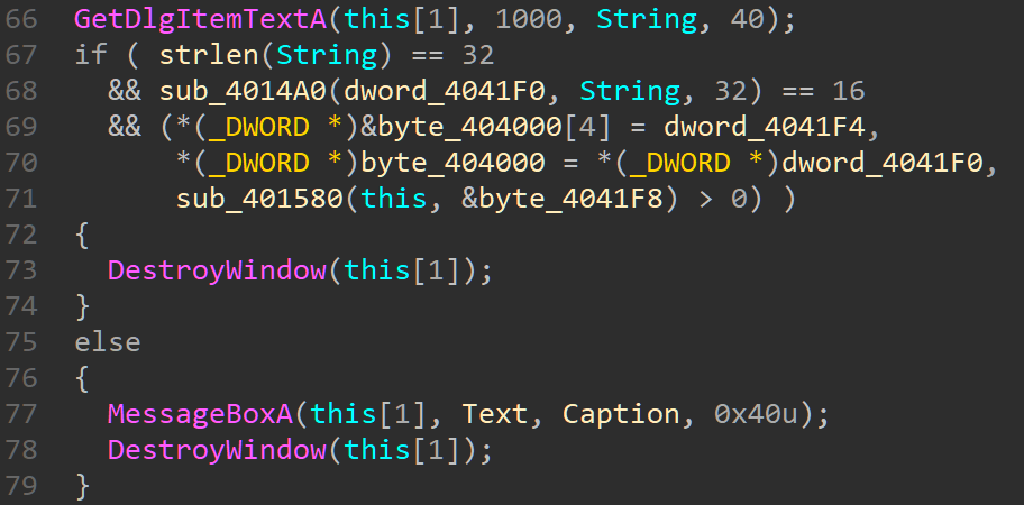 66 GetDlgItemTextA(this[1], 1000, String, 40);
67 if ( strlen(String) == 32
68 && sub_4014A0(dword_4041F0, String, 32) == 16
69 && (*(_DWORD *)&byte_404000[4] = dword_4041F4,
70 *(_DWORD *)byte_404000 = *(_DWORD *)dword_4041F0,
71 sub_401580(this, &byte_4041F8) > 0) )
72 {
73 DestroyWindow(this[1]);
74 }
75 else
76 {
77 MessageBoxA(this[1], Text, Caption, 0x40u);
78 DestroyWindow(this[1]);
79 }